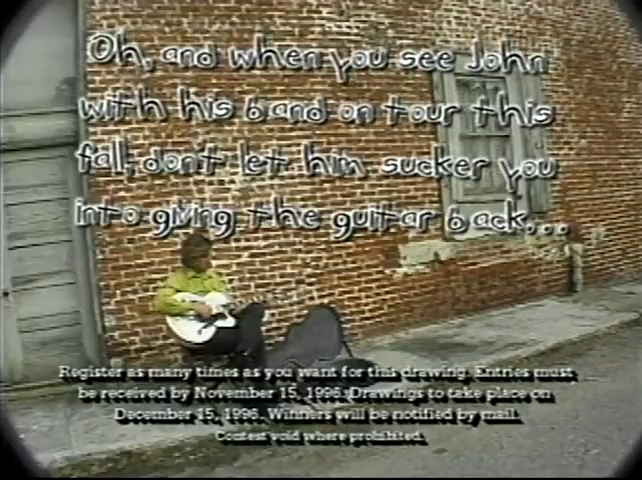 Oh, and when you see John
with his band on tour this
fall, don't let him sucker you
into giving the guitar back...
Register as many times as you want for this drawing. Entries must
be received by November 15, 1996. Drawings to take place on
December 15, 1996. Winners will be notified by mail.
Contest void where prohibited.